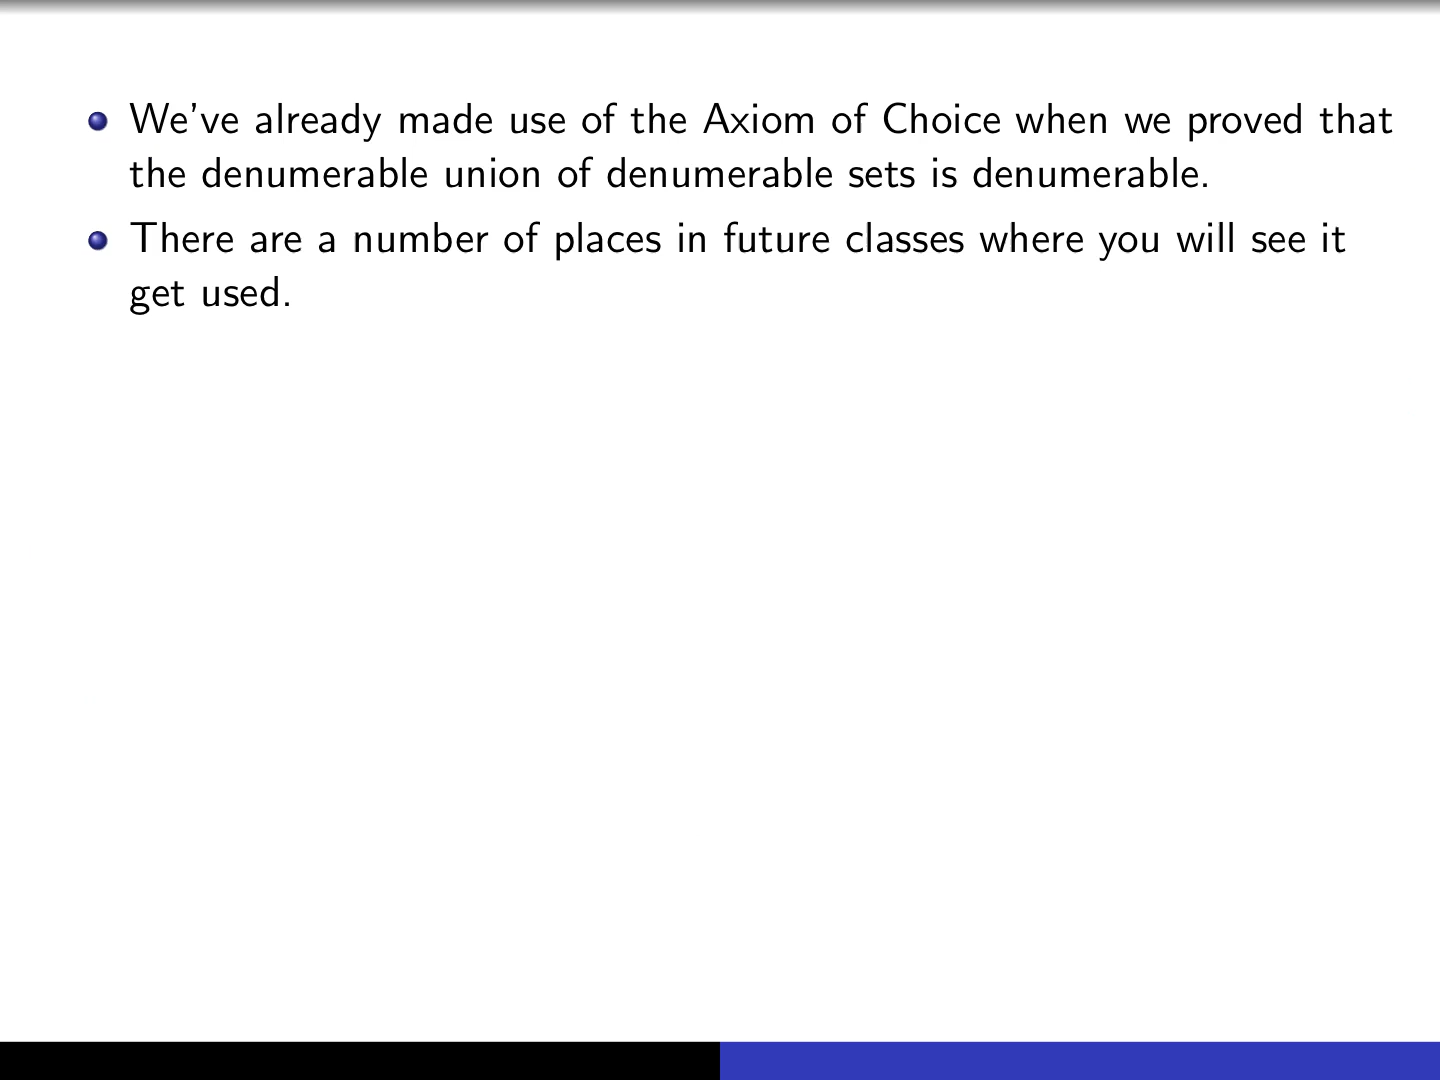 We've already made use of the Axiom of Choice when we proved that
the denumerable union of denumerable sets is denumerable.
There are a number of places in future classes where you will see it
get used.